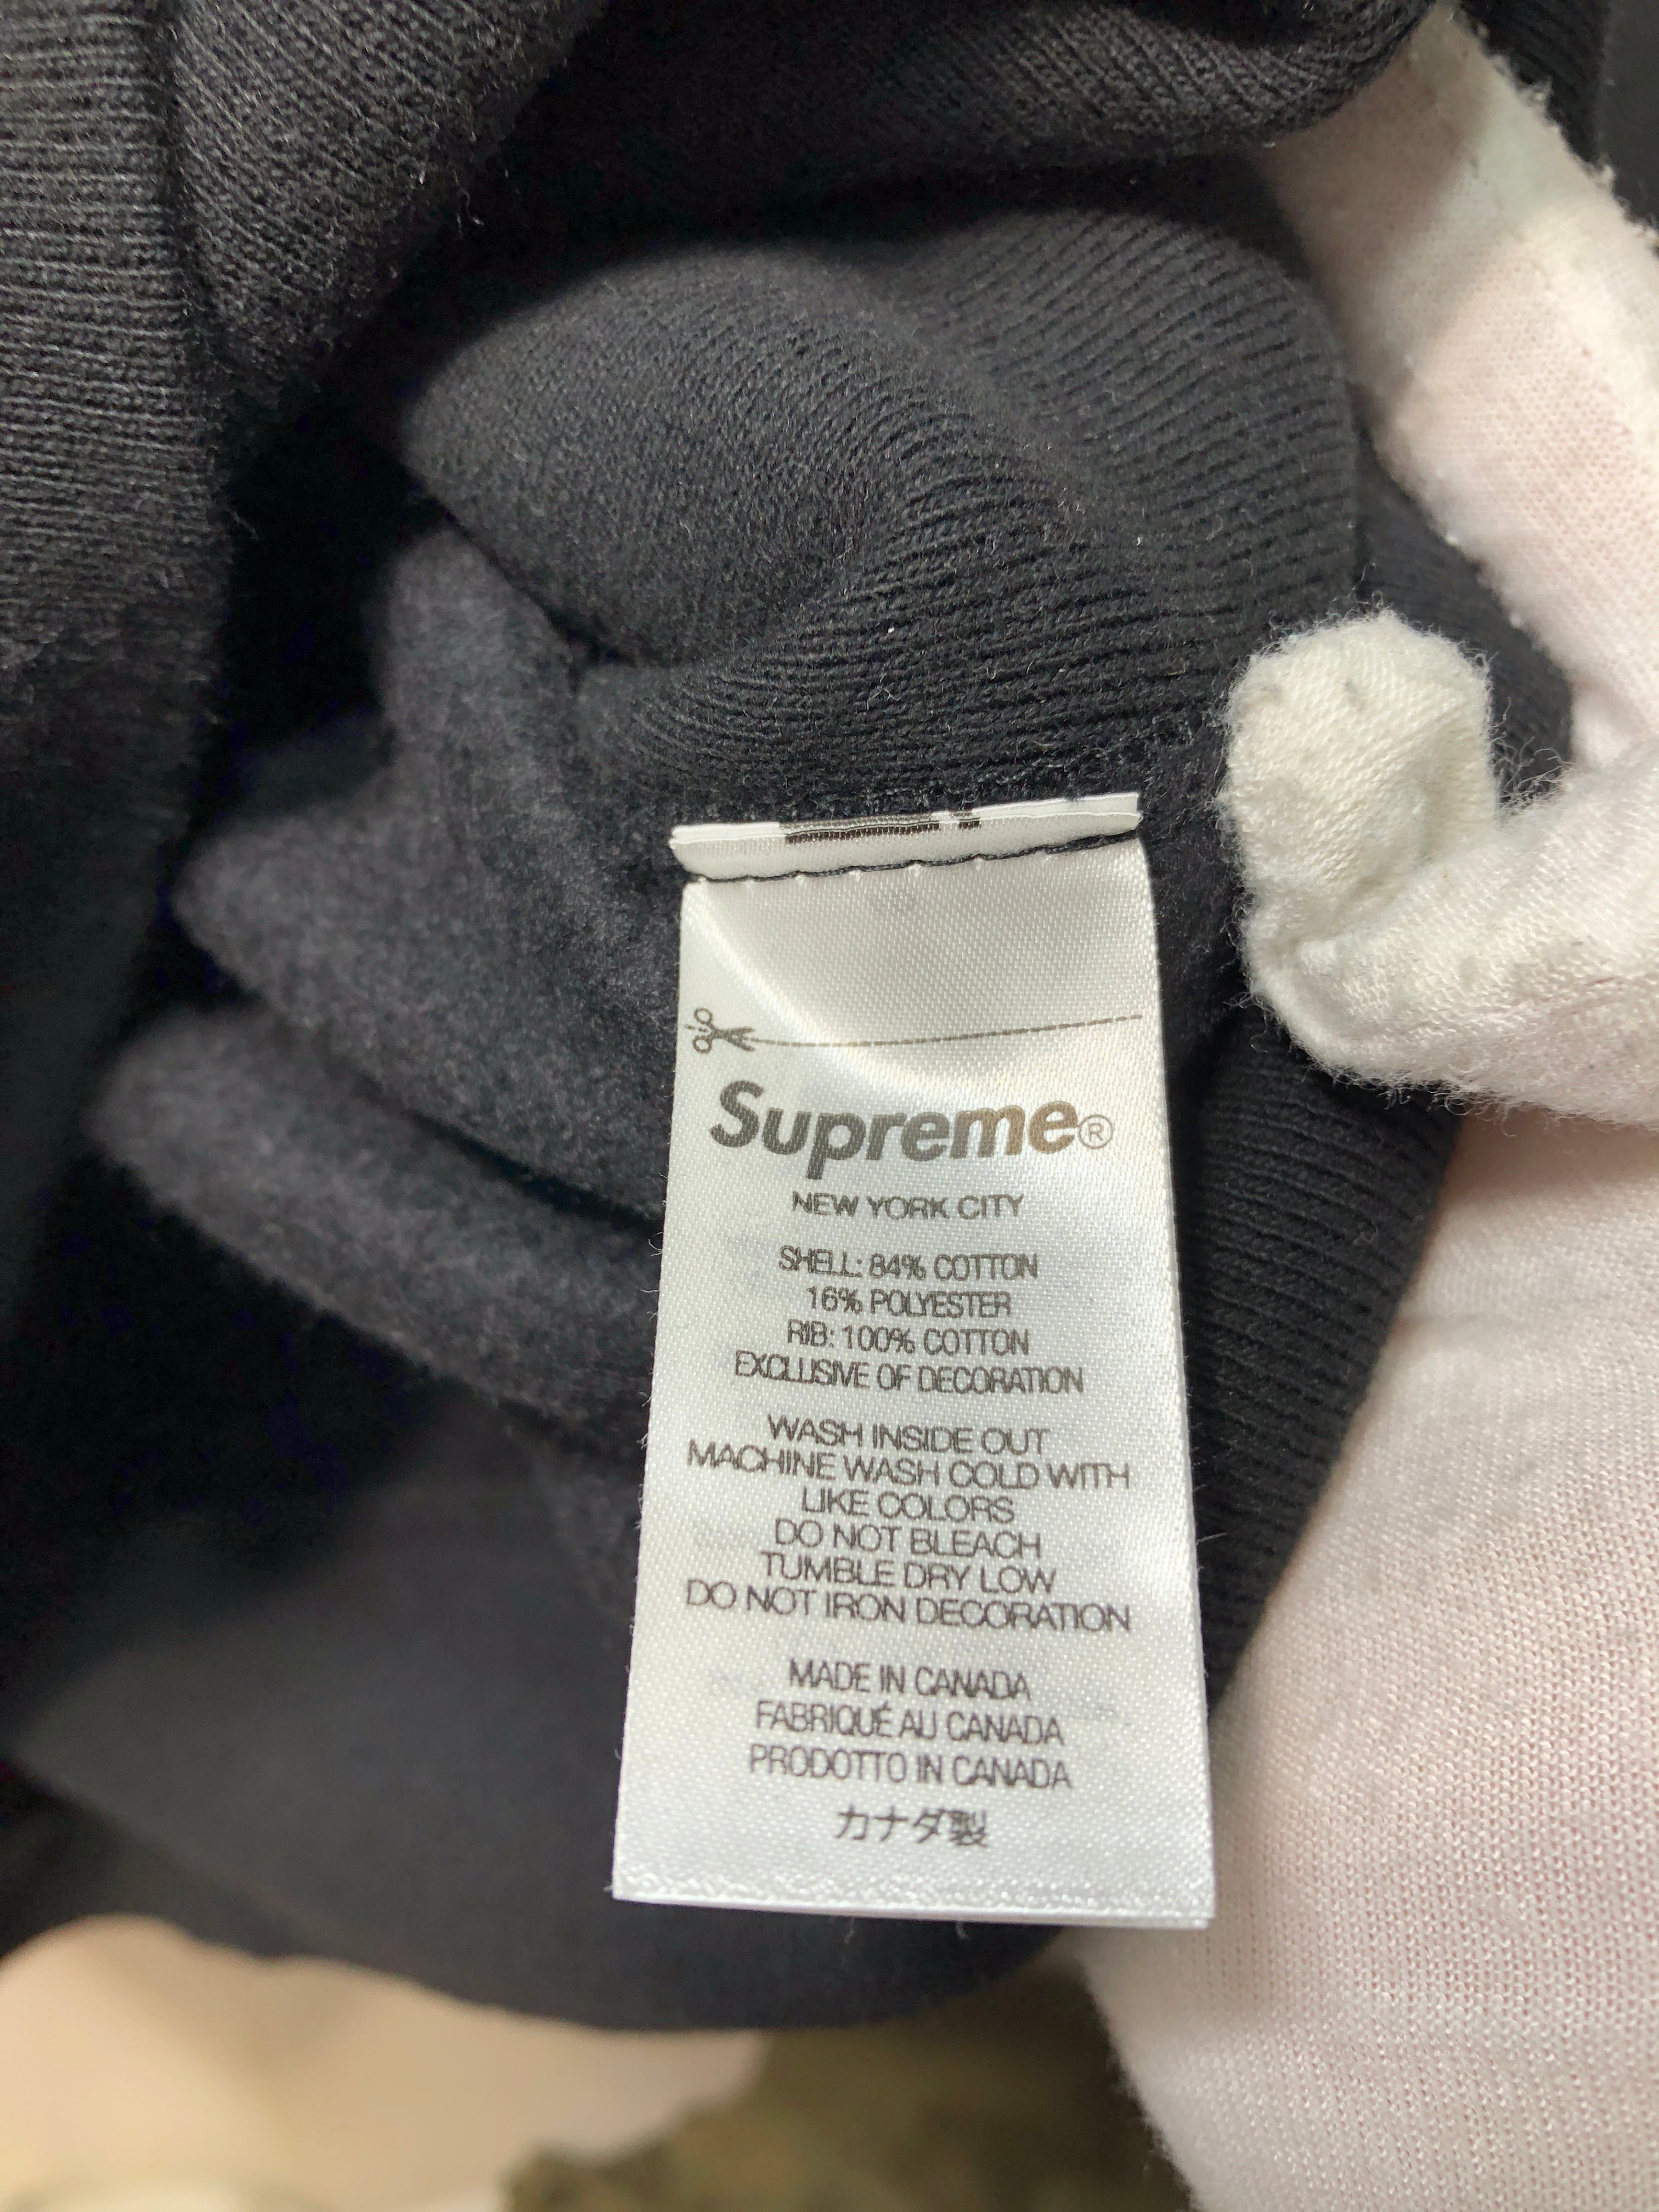 Supreme®
NEW YORK CITY
SHELL: 84% COTTON
16% POLYESTER
RIB: 100% COTTON
EXCLUSIVE OF DECORATION
WASH INSIDE OUT
MACHINE WASH COLD WITH
LIKE COLORS
DO NOT BLEACH
TUMBLE DRY LOW
DO NOT IRON DECORATION
MADE IN CANADA
FABRIQUÉ AU CANADA
PRODOTTO IN CANADA
カナダ製